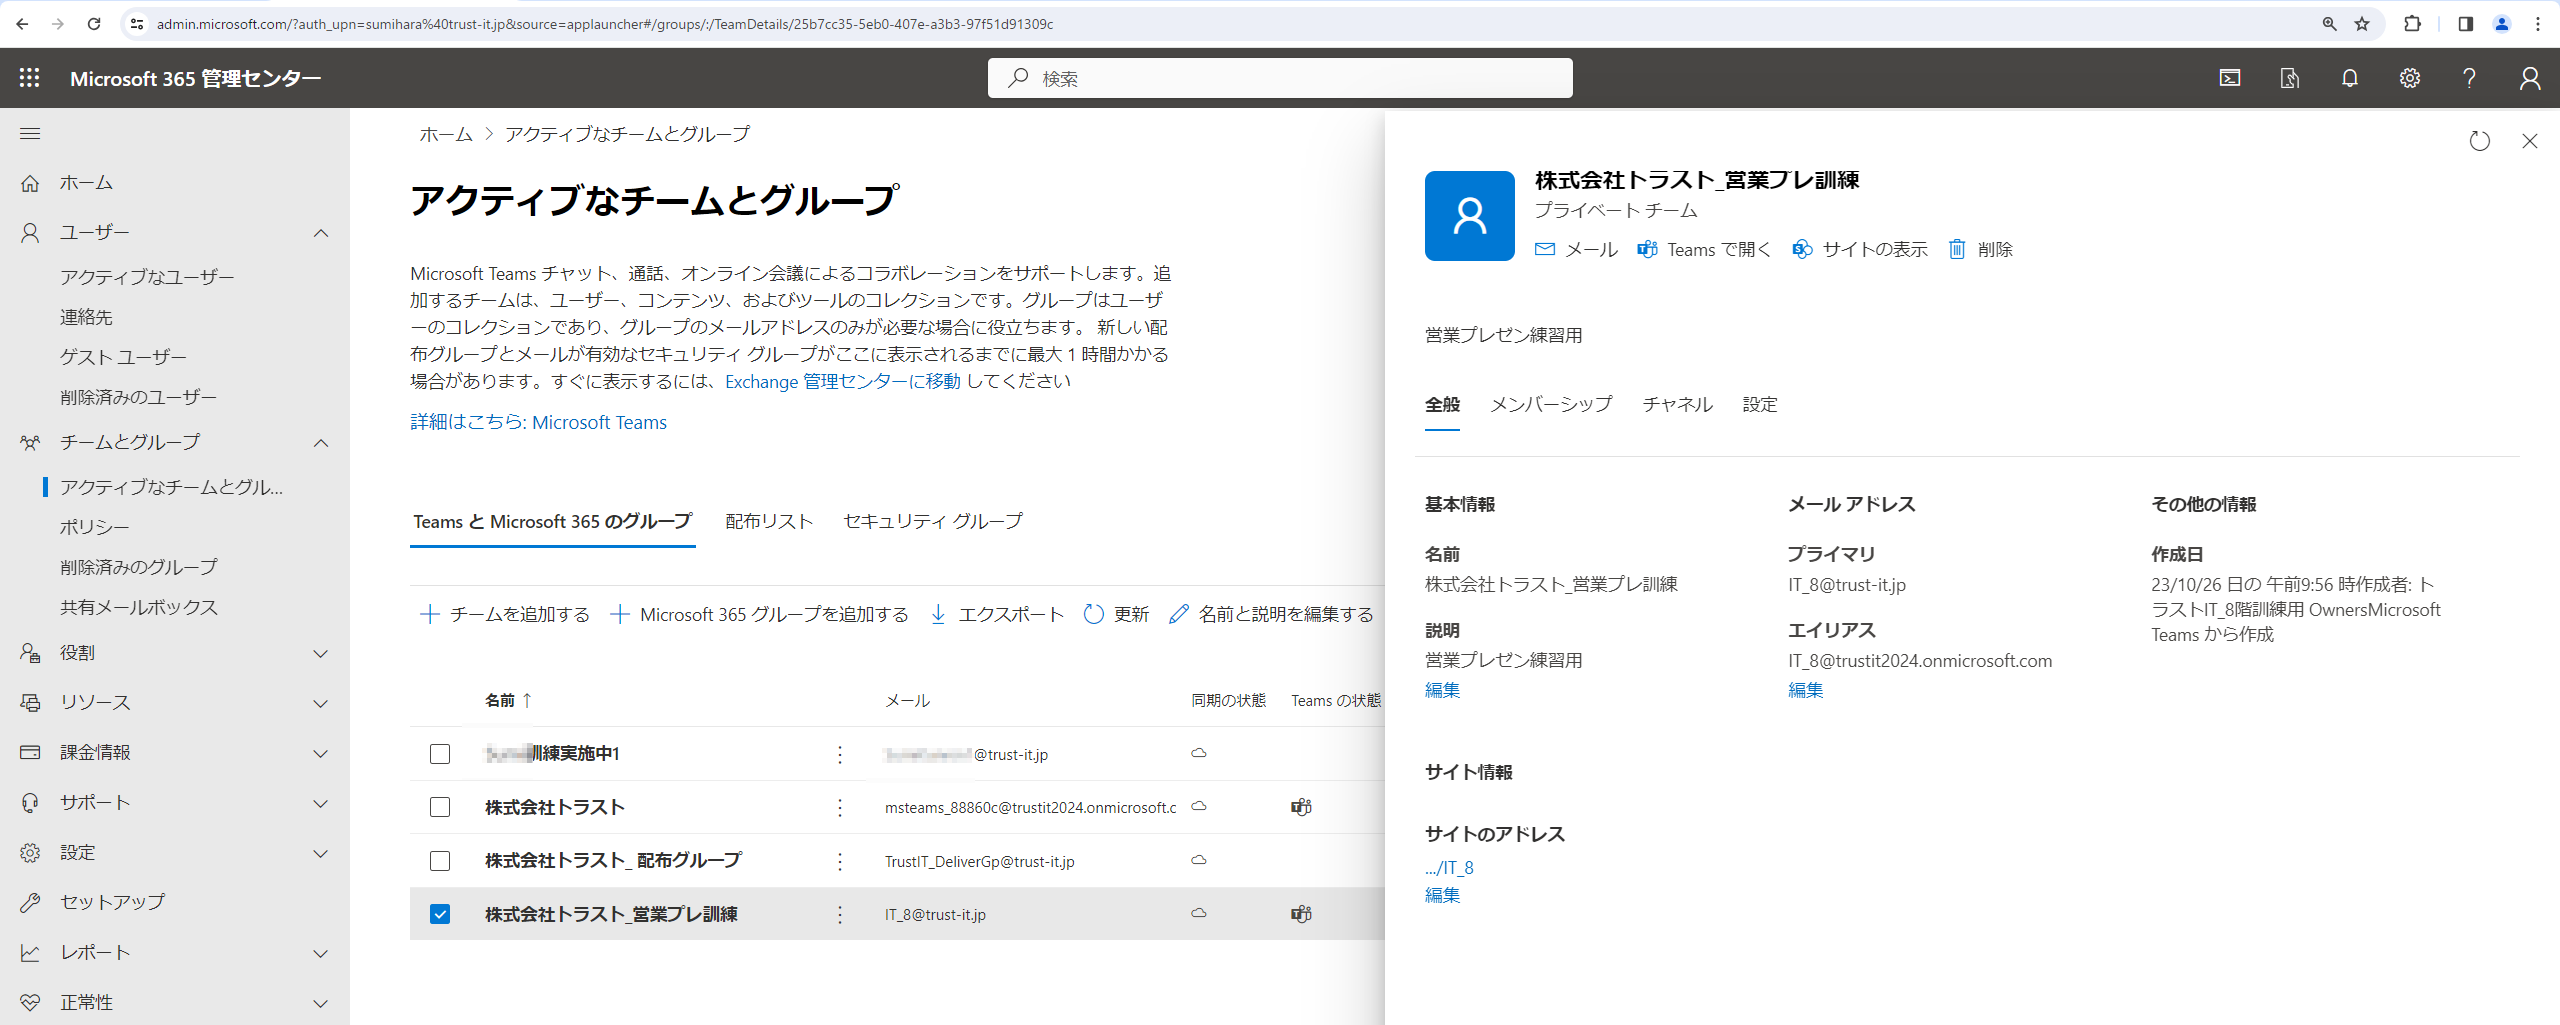 admin.microsoft.com/?auth_upn=sumihara%40trust-it.jp&source=applauncher#/groups/:/TeamDetails/25b7cc35-5eb0-407e-a3b3-97f51d91309c
Microsoft 365 管理センター
検索
ホーム
ユーザー
アクティブなユーザー
連絡先
ゲスト ユーザー
削除済みのユーザー
チームとグループ
アクティブなチームとグル...
ポリシー
削除済みのグループ
共有メールボックス
役割
リソース
課金情報
サポート
設定
セットアップ
レポート
正常性
ホーム > アクティブなチームとグループ
アクティブなチームとグループ
Microsoft Teams チャット、通話、オンライン会議によるコラボレーションをサポートします。追
加するチームは、ユーザー、コンテンツ、およびツールのコレクションです。グループはユーザ
ーのコレクションであり、グループのメールアドレスのみが必要な場合に役立ちます。 新しい配
布グループとメールが有効なセキュリティ グループがここに表示されるまでに最大 1 時間かかる
場合があります。すぐに表示するには、Exchange 管理センターに移動 してください
詳細はこちら: Microsoft Teams
Teams と Microsoft 365 のグループ 配布リスト セキュリティ グループ
チームを追加する Microsoft 365 グループを追加する エクスポート 更新 名前と説明を編集する
名前 ↑ メール 同期の状態 Teams の状態
訓練実施中1 @trust-it.jp
株式会社トラスト msteams_88860c@trustit2024.onmicrosoft.c
株式会社トラスト_ 配布グループ TrustIT_DeliverGp@trust-it.jp
株式会社トラスト_営業プレ訓練 IT_8@trust-it.jp
株式会社トラスト_営業プレ訓練
プライベート チーム
メール Teams で開く サイトの表示 削除
営業プレゼン練習用
全般 メンバーシップ チャネル 設定
基本情報
名前
株式会社トラスト_営業プレ訓練
説明
営業プレゼン練習用
編集
メール アドレス
プライマリ
IT_8@trust-it.jp
エイリアス
IT_8@trustit2024.onmicrosoft.com
編集
その他の情報
作成日
23/10/26 日の 午前9:56 時作成者: ト
ラストIT_8階訓練用 OwnersMicrosoft
Teams から作成
サイト情報
サイトのアドレス
.../IT_8
編集